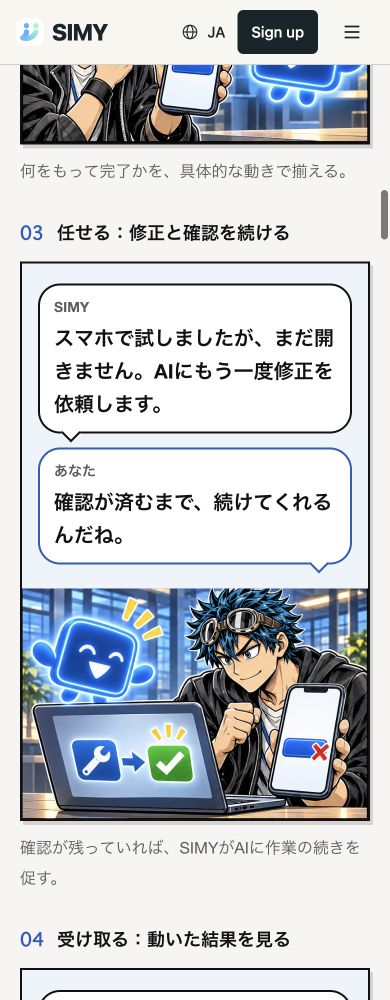 SIMY
JA
Sign up
何をもって完了かを、具体的な動きで揃える。
03 任せる：修正と確認を続ける
SIMY
スマホで試しましたが、まだ開
きません。AIにもう一度修正を
依頼します。
あなた
確認が済むまで、続けてくれる
んだね。
確認が残っていれば、SIMYがAIに作業の続きを
促す。
04 受け取る：動いた結果を見る